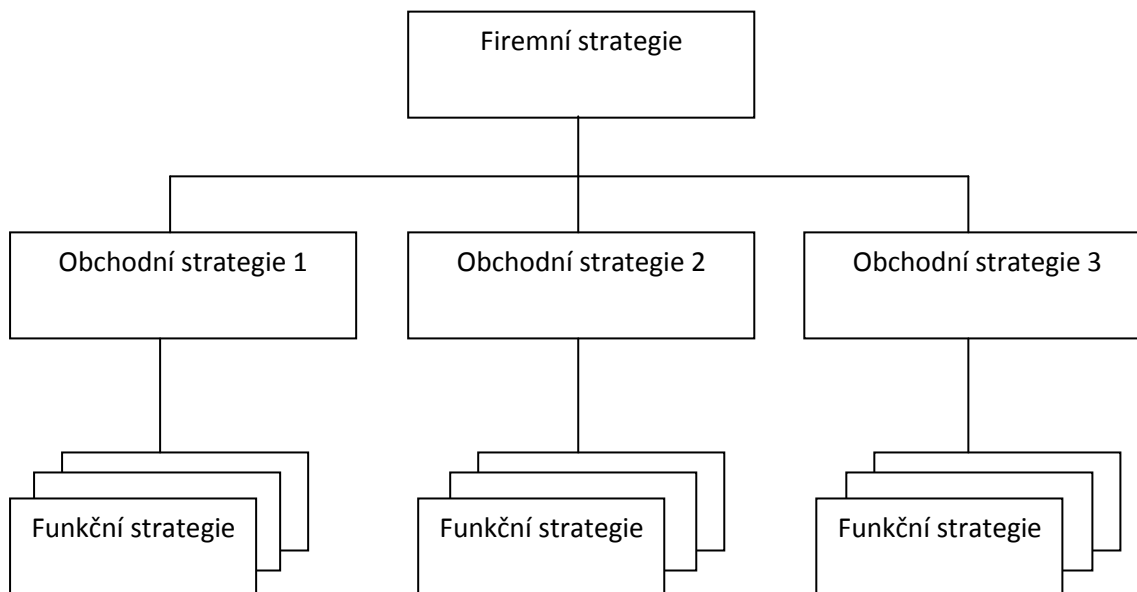 Firemní strategie
Obchodní strategie 1
Obchodní strategie 2
Obchodní strategie 3
Funkční strategie
Funkční strategie
Funkční strategie